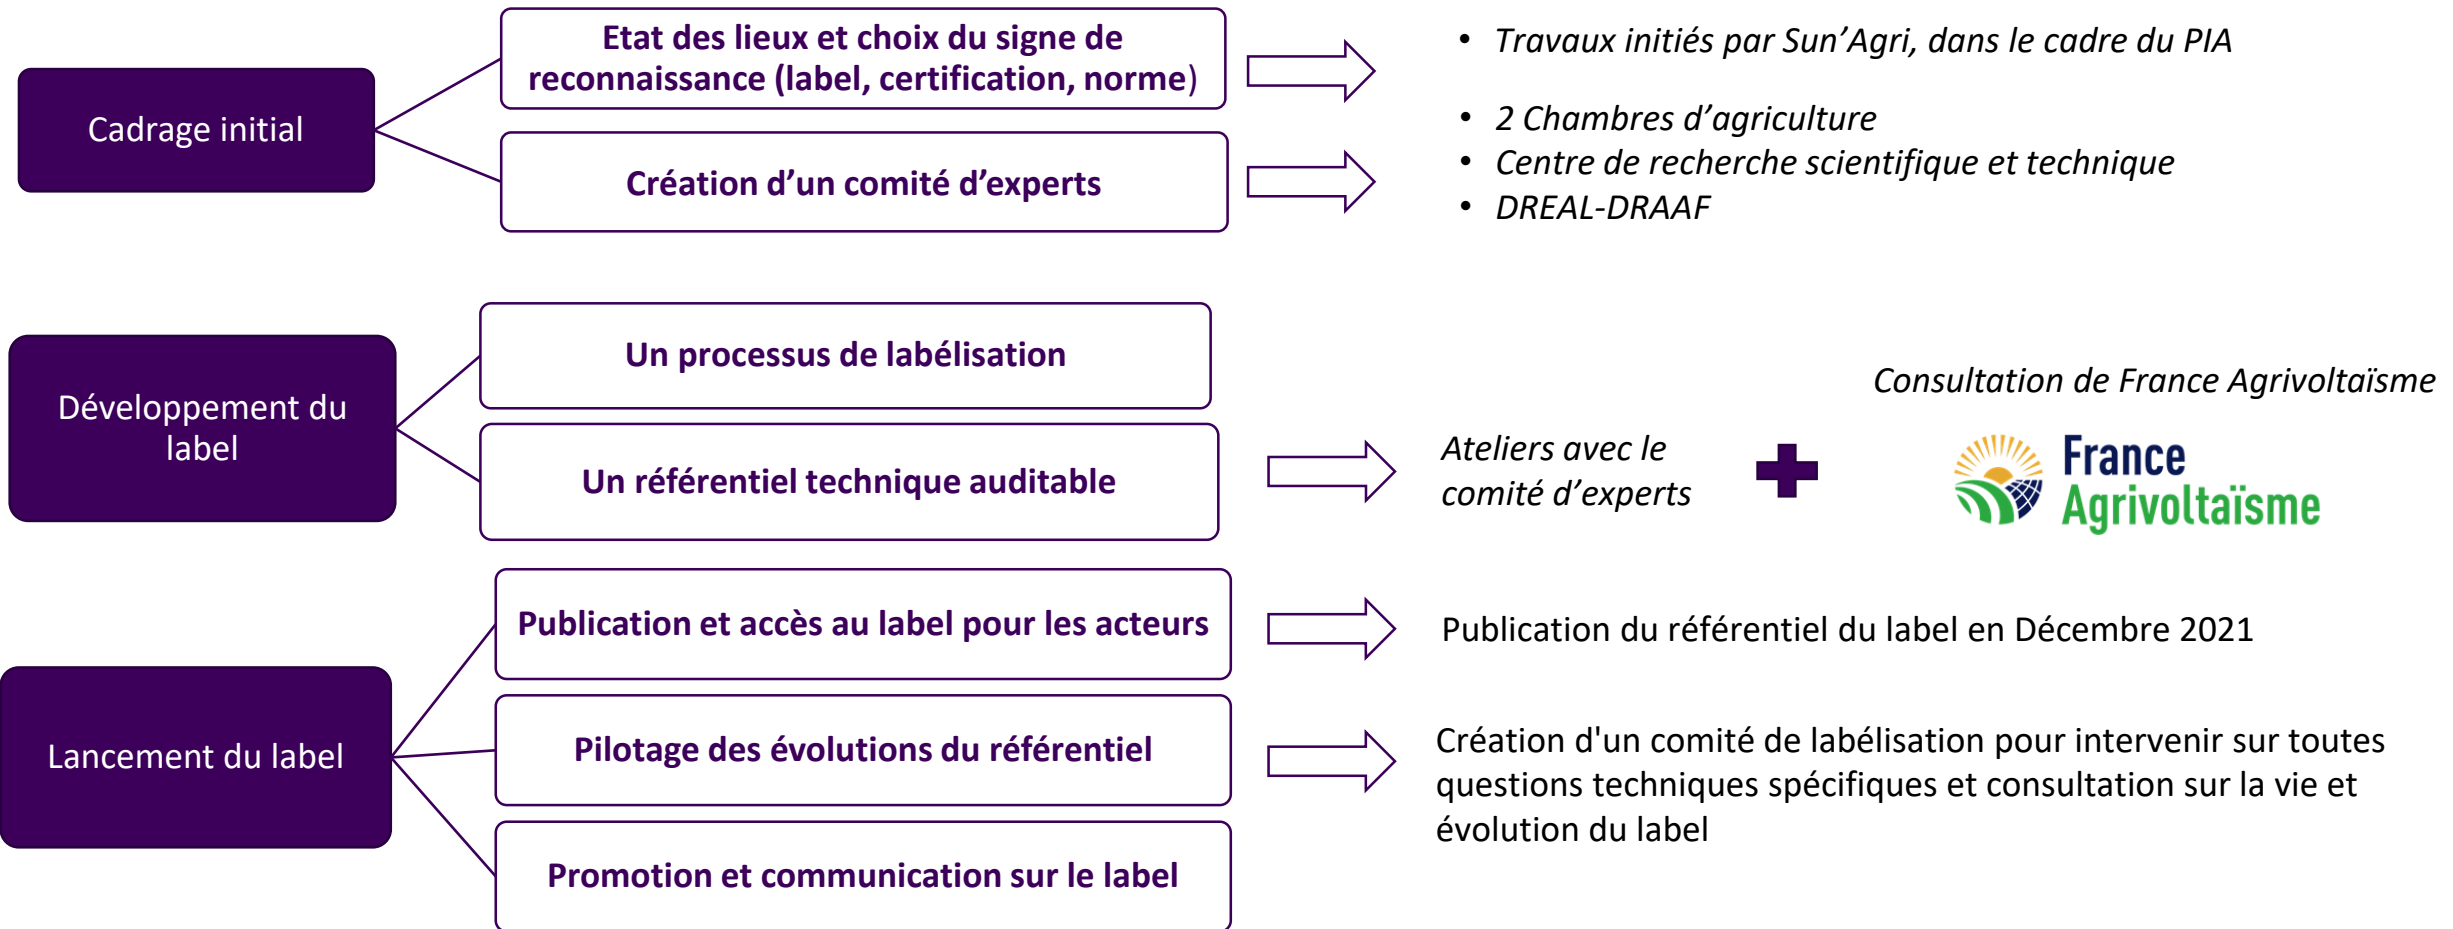 Cadrage initial
Etat des lieux et choix du signe de
reconnaissance (label, certification, norme)
• Travaux initiés par Sun’Agri, dans le cadre du PIA
Création d’un comité d’experts
• 2 Chambres d’agriculture
• Centre de recherche scientifique et technique
• DREAL-DRAAF
Développement du
label
Un processus de labélisation
Un référentiel technique auditable
Ateliers avec le
comité d’experts
Consultation de France Agrivoltaïsme
France
Agrivoltaïsme
Lancement du label
Publication et accès au label pour les acteurs
Publication du référentiel du label en Décembre 2021
Pilotage des évolutions du référentiel
Création d'un comité de labélisation pour intervenir sur toutes
questions techniques spécifiques et consultation sur la vie et
évolution du label
Promotion et communication sur le label